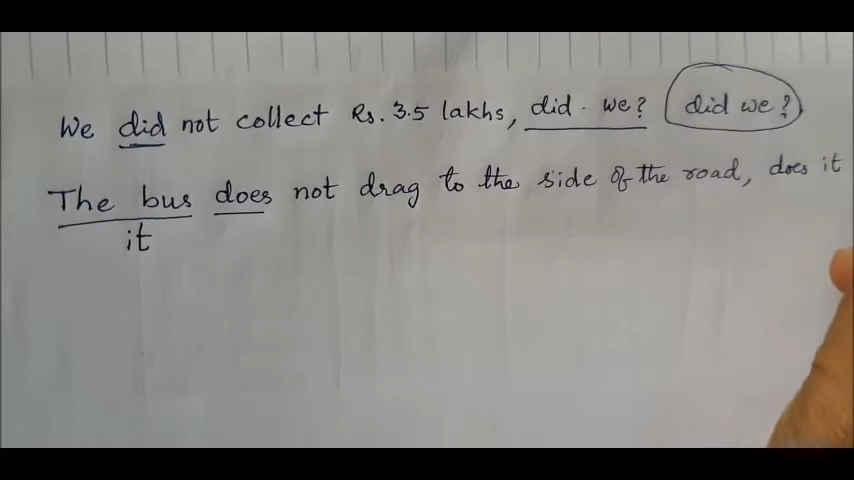 We did not collect Rs. 3.5 lakhs, did we? did we?
The bus does not drag to the side of the road, does it
it